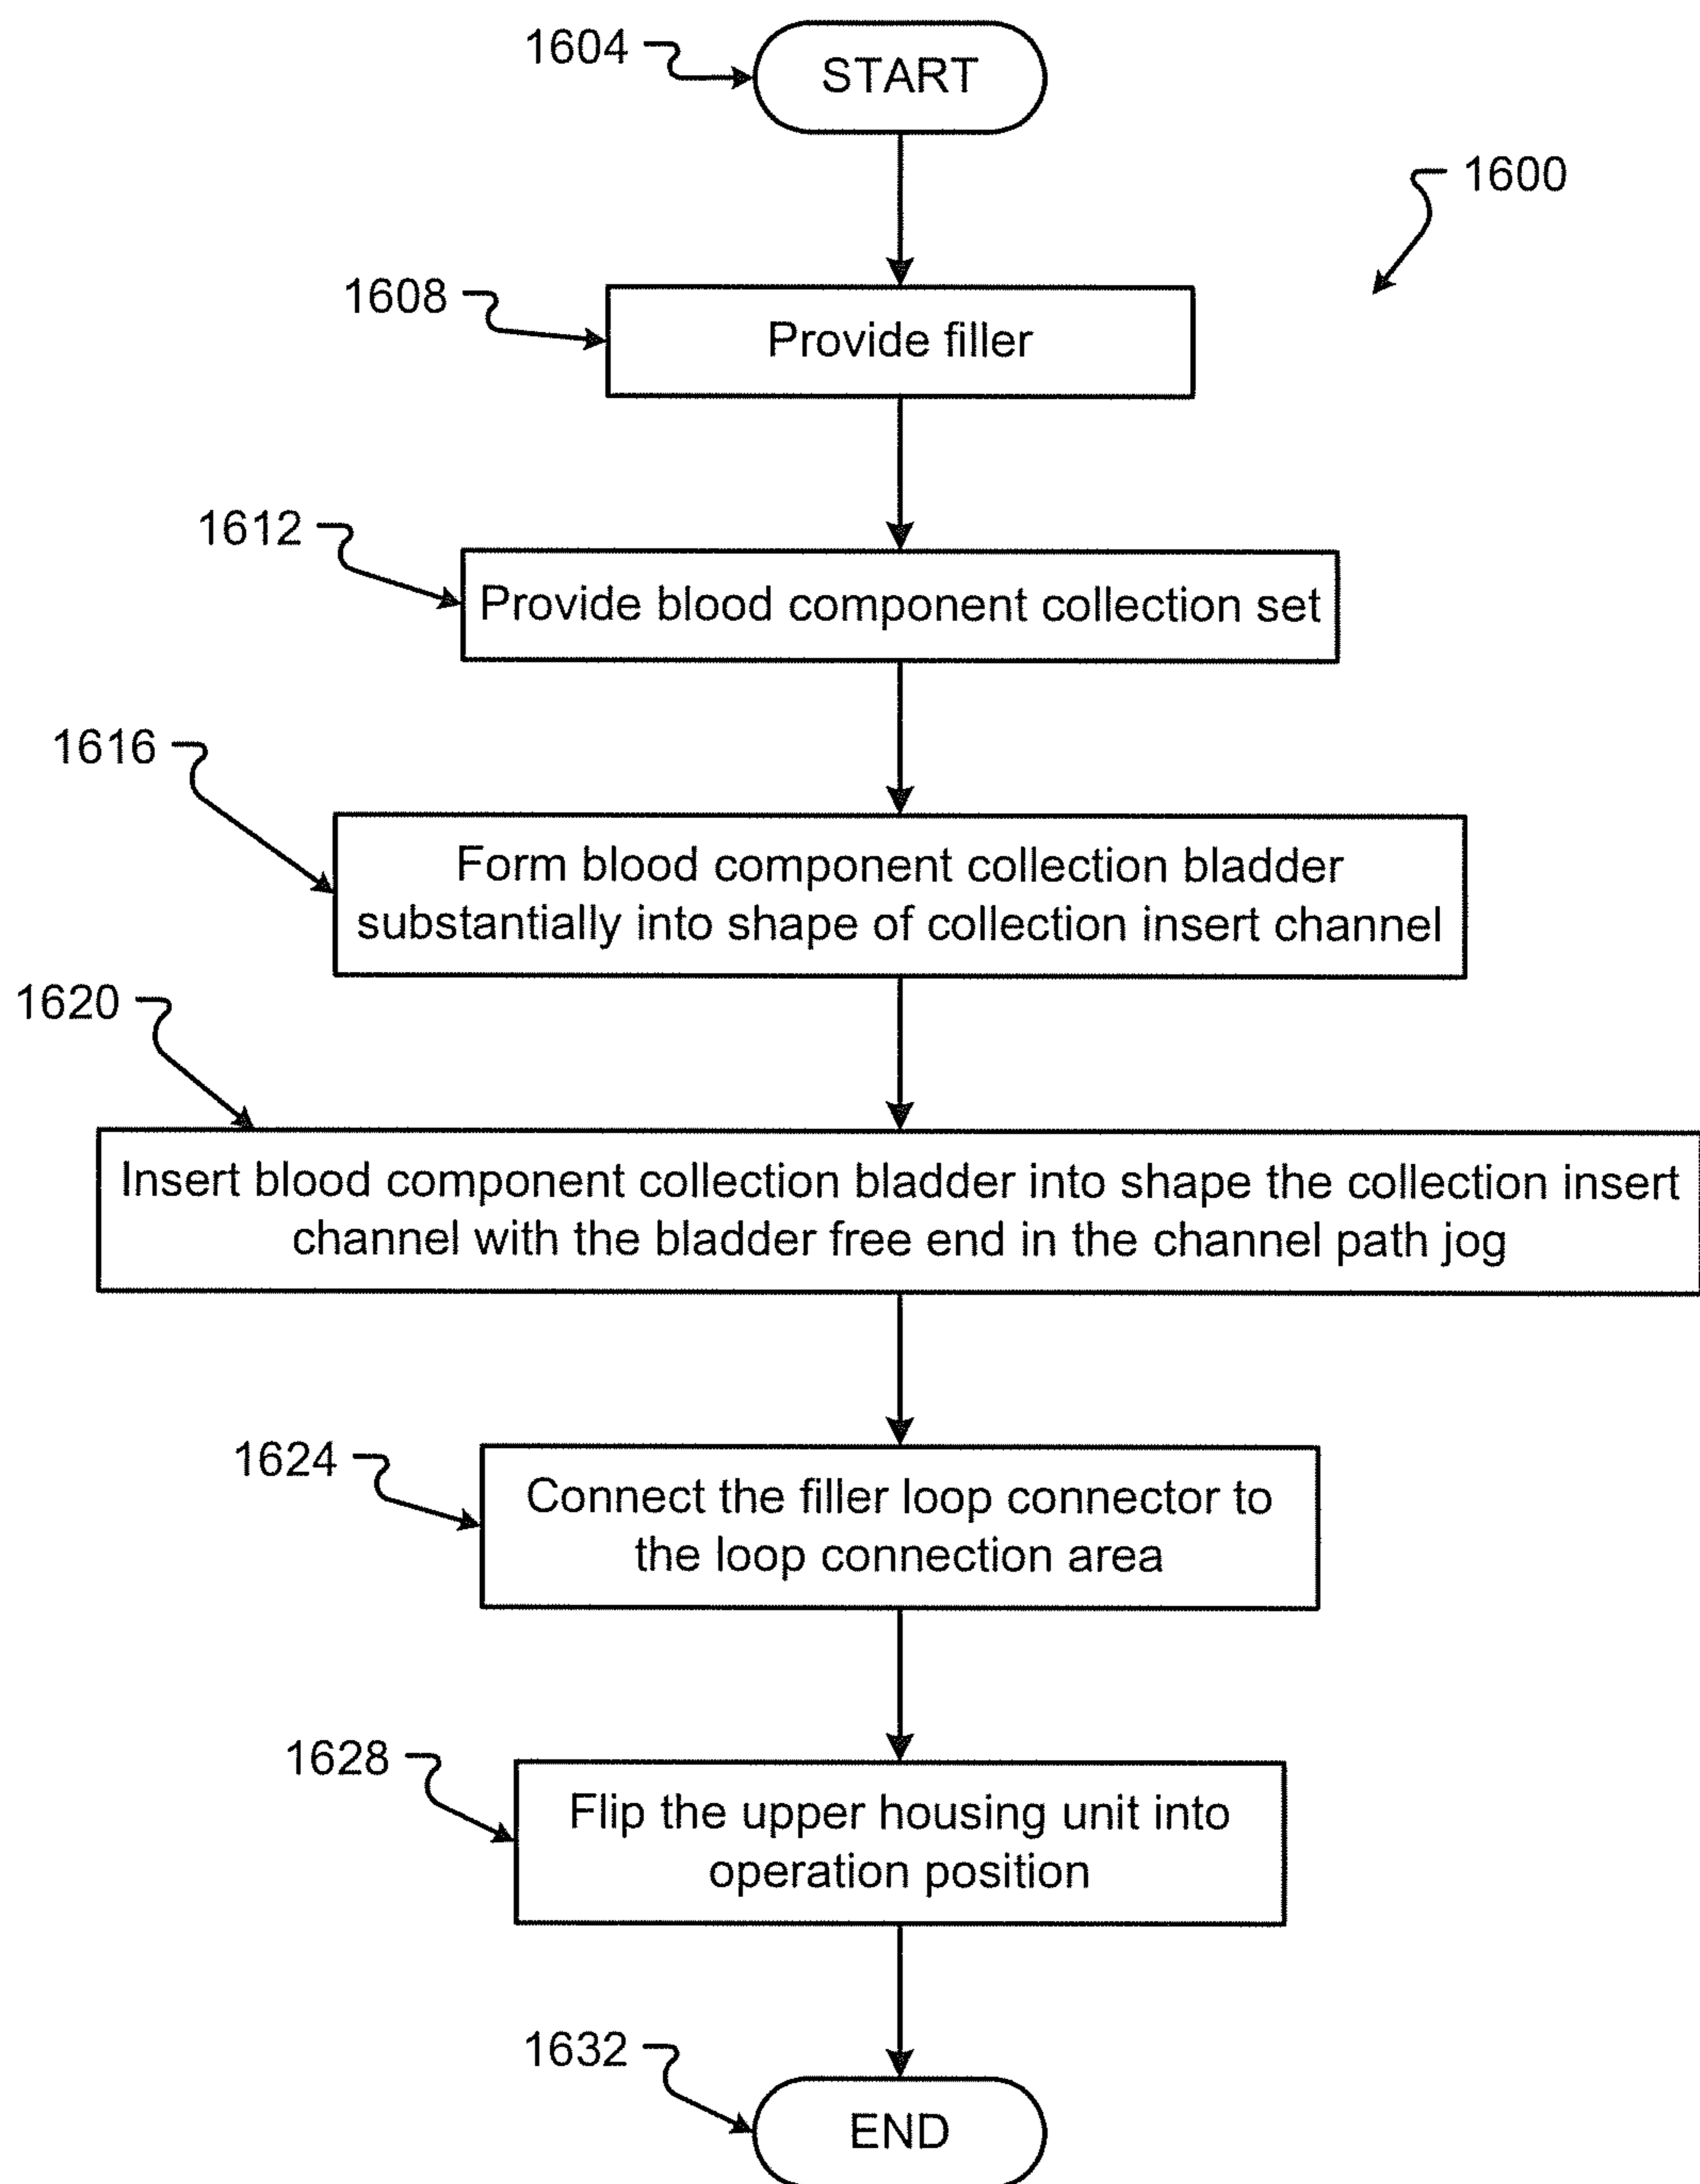 1604
START
1600
1608
Provide filler
1612
Provide blood component collection set
1616
Form blood component collection bladder
substantially into shape of collection insert channel
1620
Insert blood component collection bladder into shape the collection insert
channel with the bladder free end in the channel path jog
1624
Connect the filler loop connector to
the loop connection area
1628
Flip the upper housing unit into
operation position
1632
END